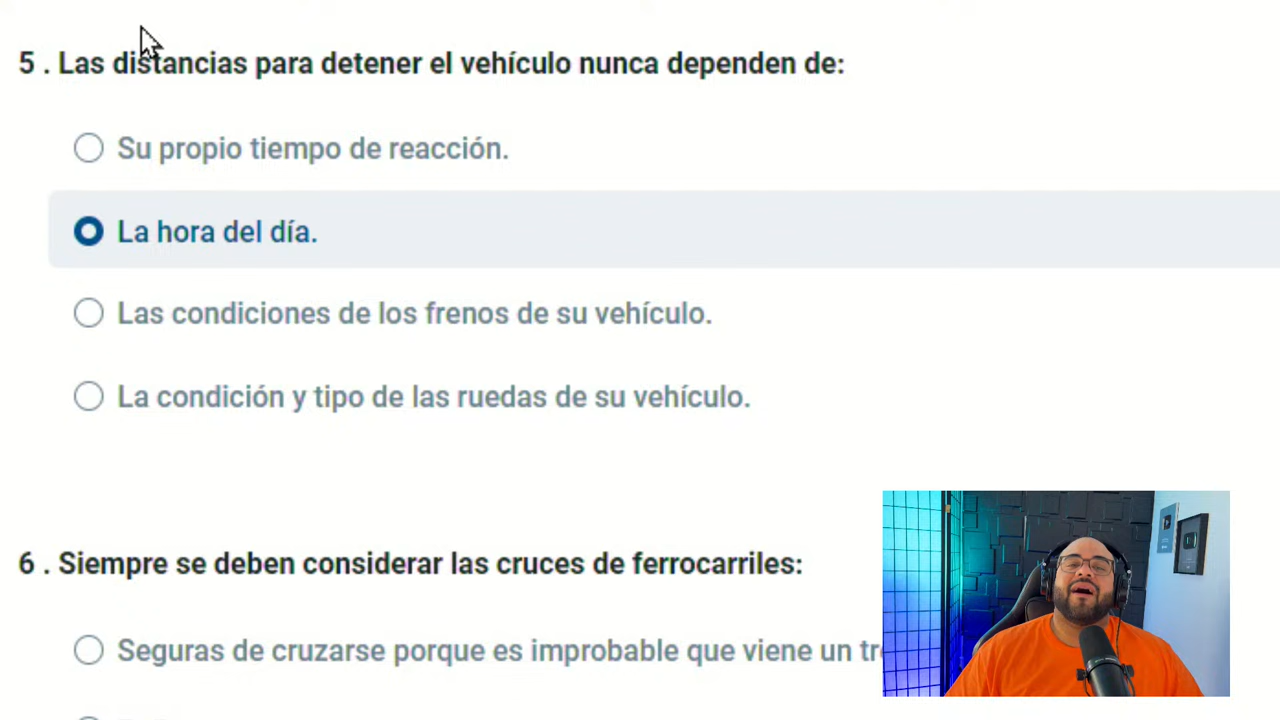 5 . Las distancias para detener el vehículo nunca dependen de:
Su propio tiempo de reacción.
La hora del día.
Las condiciones de los frenos de su vehículo.
La condición y tipo de las ruedas de su vehículo.
6 . Siempre se deben considerar las cruces de ferrocarriles:
Seguras de cruzarse porque es improbable que viene un